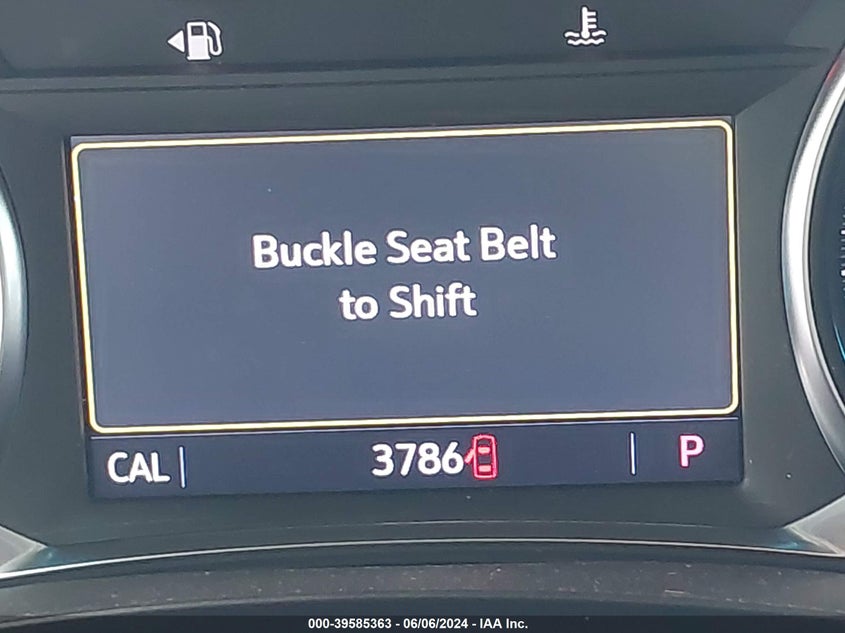 Buckle Seat Belt
to Shift
CAL 3786 P
000-39585363 - 06/06/2024 - IAA Inc.